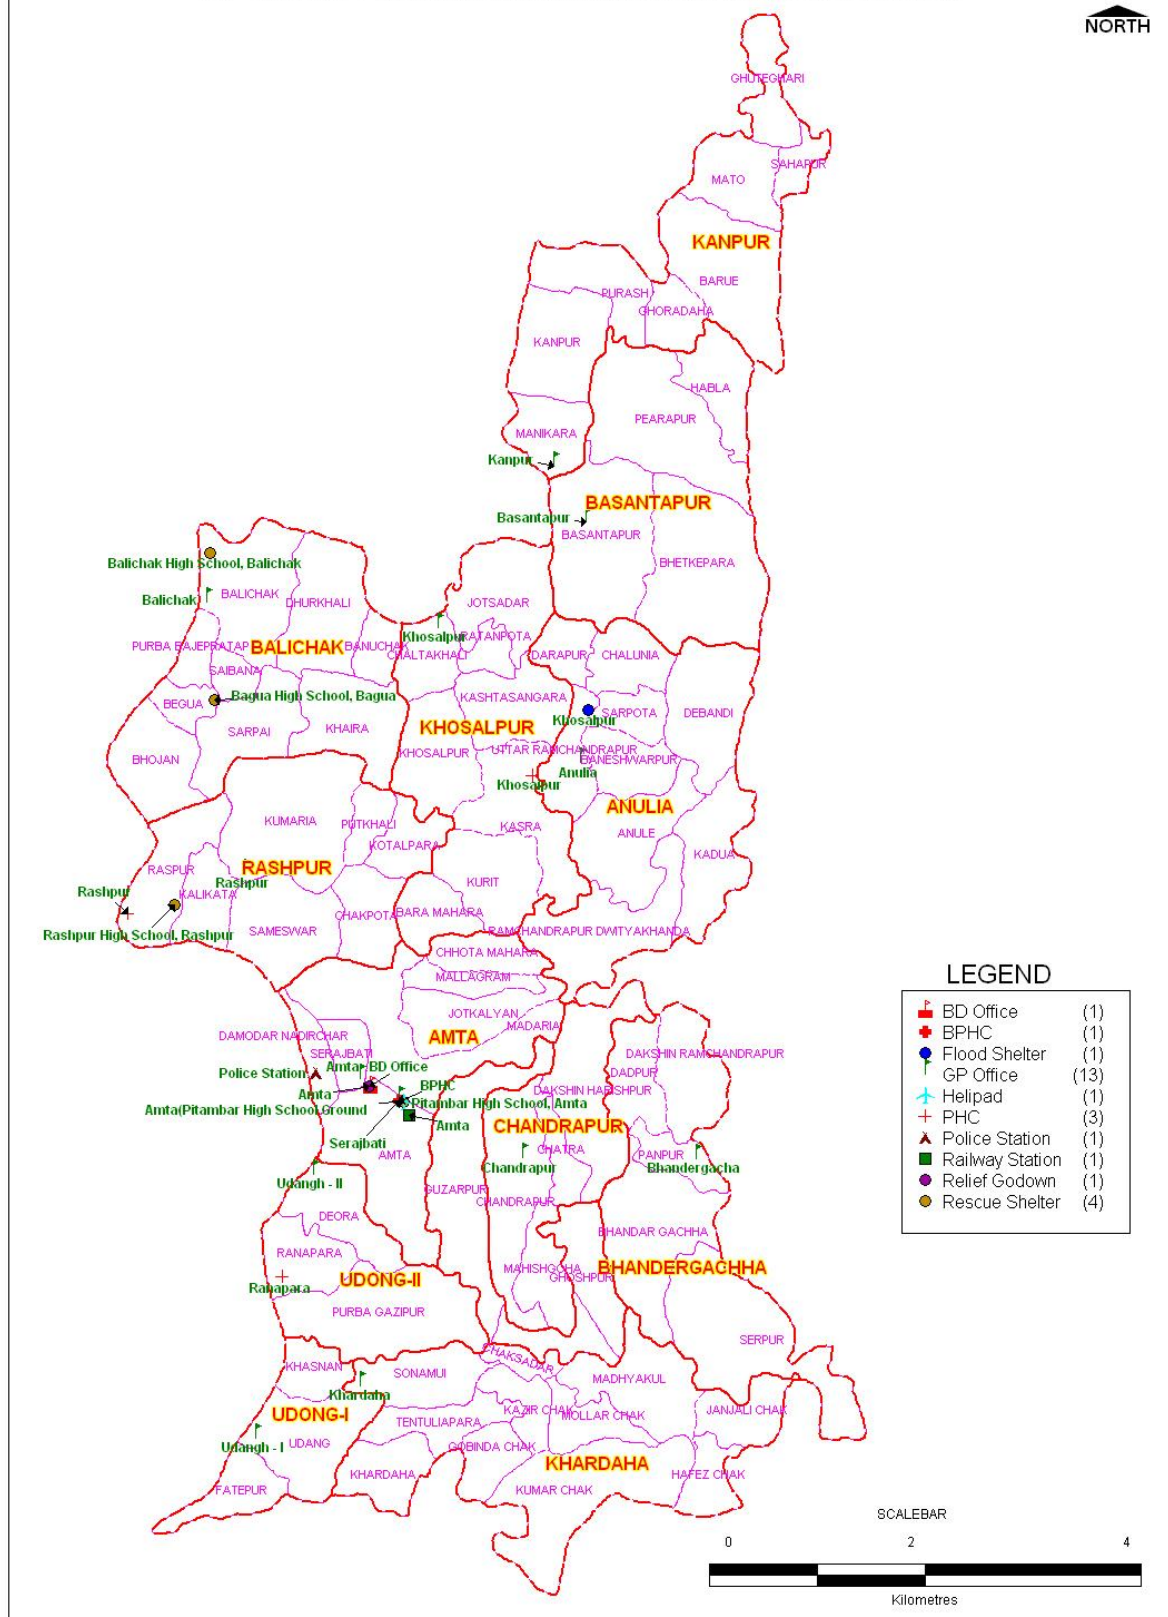 NORTH
GHUTEGHARI
SAHAPUR
MATO
KANPUR
BARUE
PURASH
GHORADAHA
KANPUR
HABLA
PEARAPUR
MANIKARA
Kanpur
BASANTAPUR
Basantapur
BASANTAPUR
BHETKEPARA
Balichak High School, Balichak
Balichak
BALICHAK
DHURKHALI
JOTSADAR
Khosalpur
RATANPOTA
PURBA BAJEPRATAP
BALICHAK
BANUCHAK
CHALTAKHALI
DARAPUR
CHALUNIA
SAIBANA
Bagua High School, Bagua
BEGUA
KASHTASANGARA
SARPAI
KHAIRA
KHOSALPUR
Khosalpur
SARPOTA
DEBANDI
BHOJAN
KHOSALPUR
UTTAR RAMCHANDRAPUR
BANESHWARPUR
Anulia
Khosalpur
ANULIA
KUMARIA
PUTKHALI
KASRA
ANULE
KOTALPARA
KADUA
RASPUR
RASHPUR
Rashpur
KURIT
Rashpur
KALIKATA
CHAKPOTA
BARA MAHARA
Rashpur High School, Rashpur
SAMESWAR
RAMCHANDRAPUR DWITYAKHANDA
CHHOTA MAHARA
MALLAGRAM
JOTKALYAN
MADARIA
DAMODAR NADIRCHAR
AMTA
SERAJBATI
DAKSHIN RAMCHANDRAPUR
Police Station
Amta
BD Office
DADPUR
Amta
BPHC
DAKSHIN HARISHPUR
Amta(Pitambar High School Ground
Pitambar High School, Amta
Amta
CHANDRAPUR
Serajbati
AMTA
CHATRA
PANPUR
Chandrapur
Bhandergacha
Udangh - II
GUZARPUR
CHANDRAPUR
DEORA
BHANDAR GACHHA
RANAPARA
MAHISHGOHA
GHOSHPUR
BHANDERGACHHA
Ranapara
UDONG-II
PURBA GAZIPUR
SERPUR
CHAKSADAR
KHASNAN
SONAMUI
MADHYAKUL
Khardaha
UDONG-I
KAZIR CHAK
MOLLAR CHAK
JANJALI CHAK
TENTULIAPARA
Udangh - I
UDANG
GOBINDA CHAK
KHARDAHA
KHARDAHA
HAFEZ CHAK
FATEPUR
KUMAR CHAK
LEGEND
BD Office (1)
BPHC (1)
Flood Shelter (1)
GP Office (13)
Helipad (1)
PHC (3)
Police Station (1)
Railway Station (1)
Relief Godown (1)
Rescue Shelter (4)
SCALEBAR
0 2 4
Kilometres